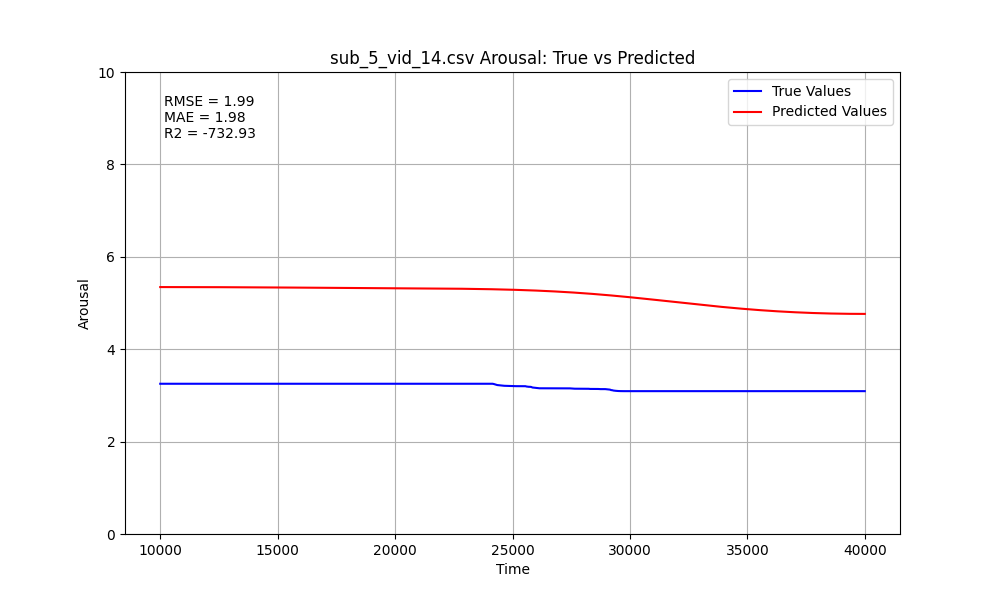 sub_5_vid_14.csv Arousal: True vs Predicted
RMSE = 1.99
MAE = 1.98
R2 = -732.93
True Values
Predicted Values
10
8
6
4
2
0
Arousal
10000
15000
20000
25000
30000
35000
40000
Time